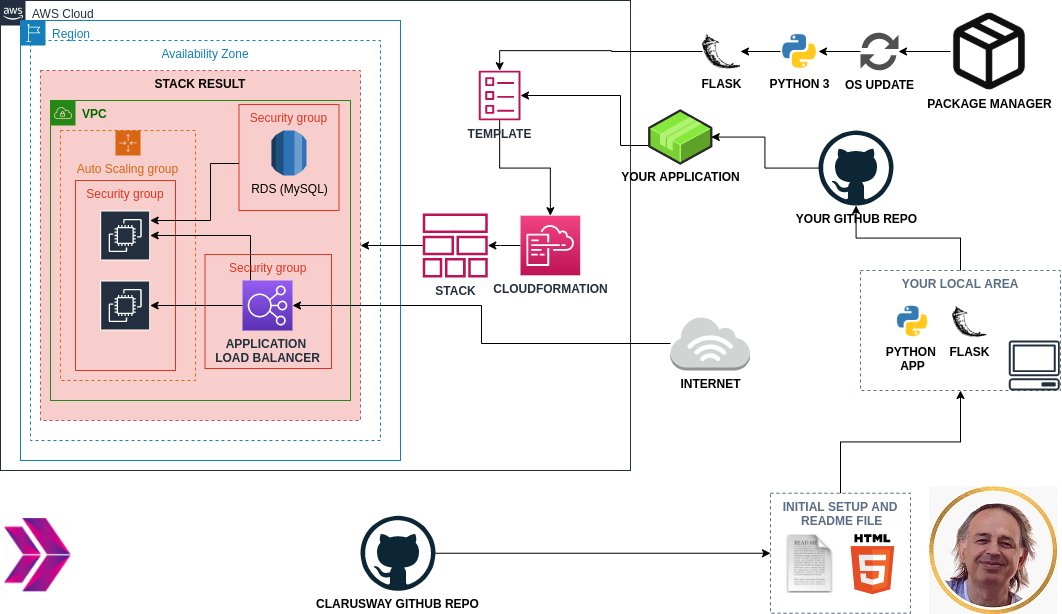 aws
AWS Cloud
Region
Availability Zone
STACK RESULT
VPC
Auto Scaling group
Security group
Security group
RDS (MySQL)
Security group
APPLICATION
LOAD BALANCER
TEMPLATE
STACK
CLOUDFORMATION
FLASK
PYTHON 3
OS UPDATE
PACKAGE MANAGER
YOUR APPLICATION
YOUR GITHUB REPO
INTERNET
YOUR LOCAL AREA
PYTHON
APP
FLASK
INITIAL SETUP AND
README FILE
README
HTML
5
CLARUSWAY GITHUB REPO